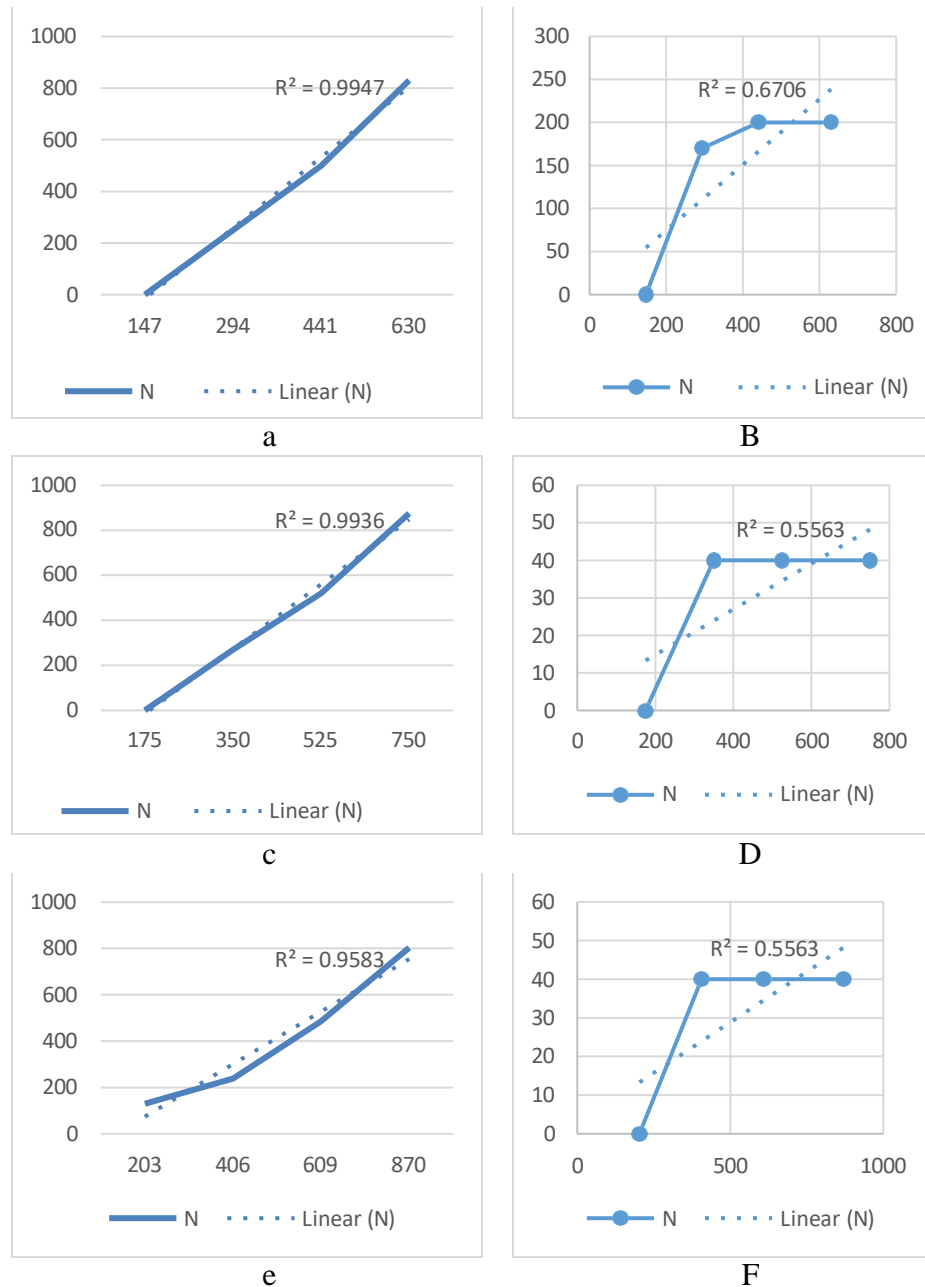 1000
800
600
400
200
0
R² = 0.9947
147 294 441 630
N Linear (N)
a
300
250
200
150
100
50
0
R² = 0.6706
0 200 400 600 800
N Linear (N)
B
1000
800
600
400
200
0
R² = 0.9936
175 350 525 750
N Linear (N)
c
60
50
40
30
20
10
0
R² = 0.5563
0 200 400 600 800
N Linear (N)
D
1000
800
600
400
200
0
R² = 0.9583
203 406 609 870
N Linear (N)
e
60
50
40
30
20
10
0
R² = 0.5563
0 500 1000
N Linear (N)
F